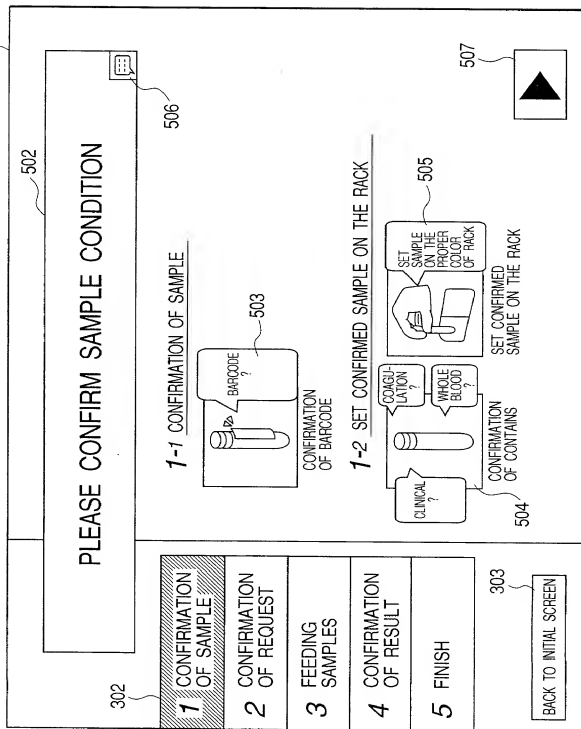 502
PLEASE CONFIRM SAMPLE CONDITION
506
302
1 CONFIRMATION
OF SAMPLE
2 CONFIRMATION
OF REQUEST
3 FEEDING
SAMPLES
4 CONFIRMATION
OF RESULT
5 FINISH
303
BACK TO INITIAL SCREEN
1-1 CONFIRMATION OF SAMPLE
BARCODE
?
503
CONFIRMATION
OF BARCODE
1-2 SET CONFIRMED SAMPLE ON THE RACK
CLINICAL
?
COAGU-
LATION
?
WHOLE
BLOOD
?
504
CONFIRMATION
OF CONTAINS
SET
SAMPLE
ON THE
PROPER
COLOR
OF RACK
505
SET CONFIRMED
SAMPLE ON THE RACK
507